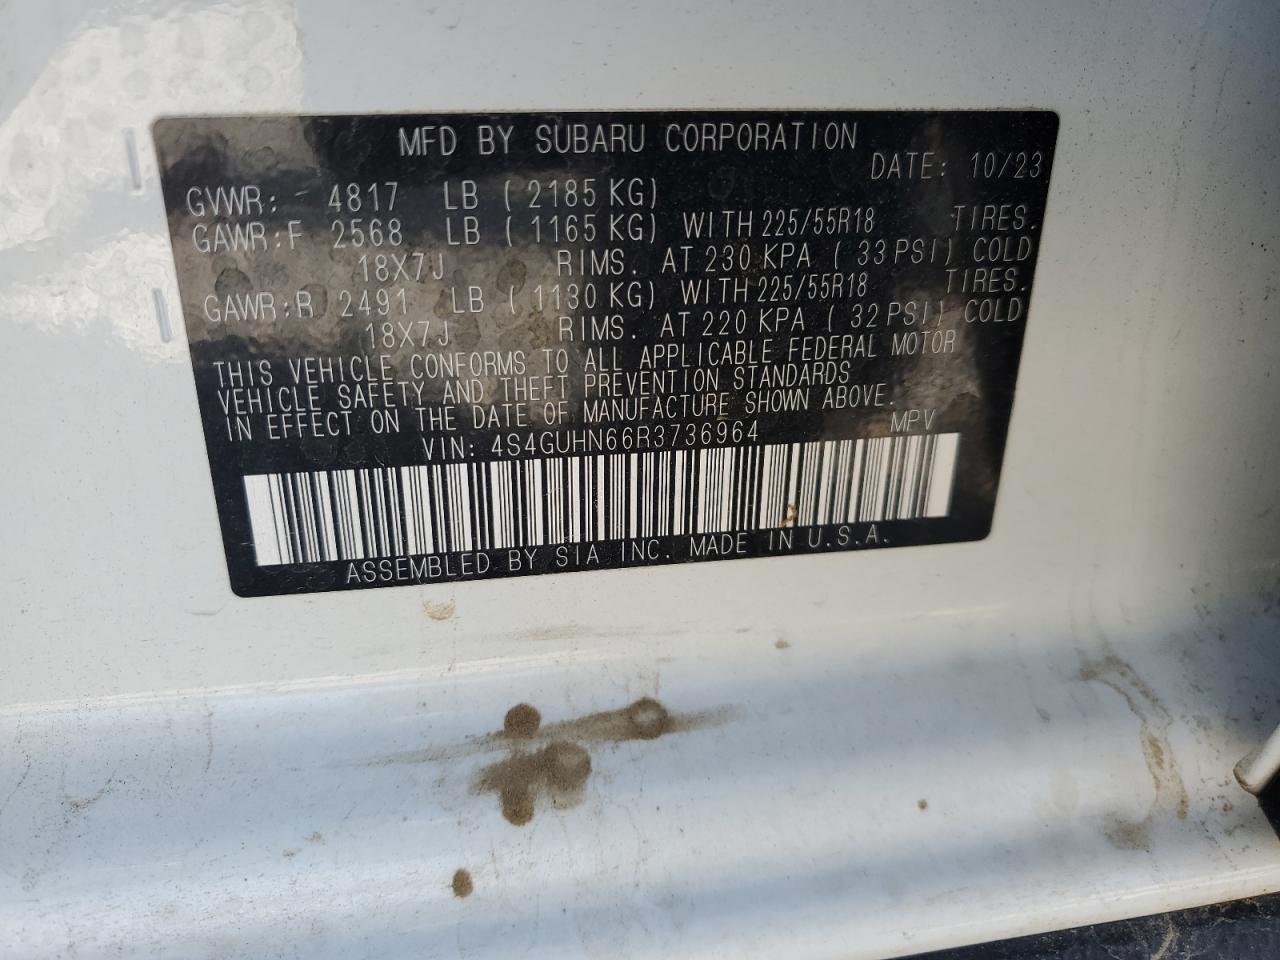 MFD BY SUBARU CORPORATION
DATE: 10/23
GVWR: 4817 LB ( 2185 KG)
GAWR:F 2568 LB ( 1165 KG) WITH 225/55R18 TIRES.
18X7J RIMS. AT 230 KPA ( 33 PSI) COLD
GAWR:R 2491 LB ( 1130 KG) WITH 225/55R18 TIRES.
18X7J RIMS. AT 220 KPA ( 32 PSI) COLD
THIS VEHICLE CONFORMS TO ALL APPLICABLE FEDERAL MOTOR
VEHICLE SAFETY AND THEFT PREVENTION STANDARDS
IN EFFECT ON THE DATE OF MANUFACTURE SHOWN ABOVE.
VIN: 4S4GUHN66R3736964 MPV
ASSEMBLED BY SIA INC. MADE IN U.S.A.